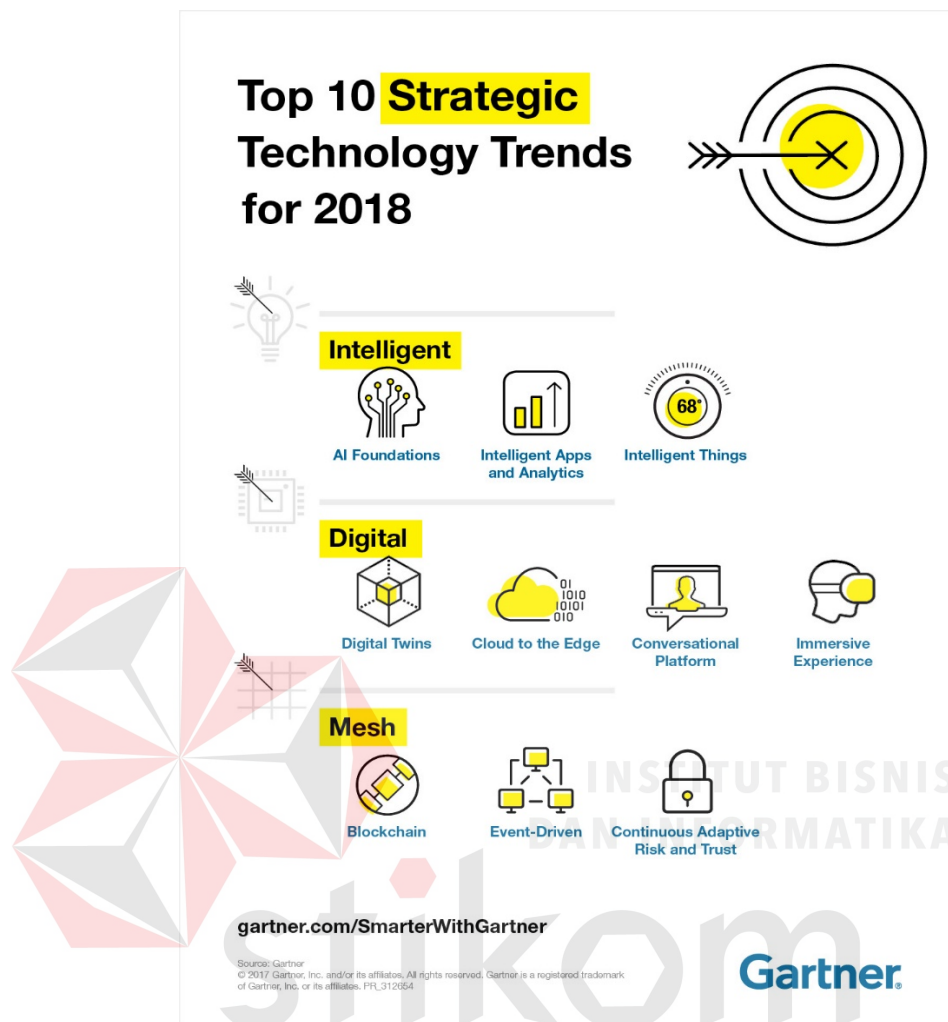 Top 10 Strategic
Technology Trends
for 2018
Intelligent
68°
AI Foundations
Intelligent Apps
and Analytics
Intelligent Things
Digital
01
1010
10101
010
Digital Twins
Cloud to the Edge
Conversational
Platform
Immersive
Experience
Mesh
INSTITUT BISNIS
Blockchain
Event-Driven
Continuous Adaptive
Risk and Trust
DAN INFORMATIKA
stikom
gartner.com/SmarterWithGartner
Source: Gartner
© 2017 Gartner, Inc. and/or its affiliates. All rights reserved. Gartner is a registered trademark
of Gartner, Inc. or its affiliates. PR_312654
Gartner®